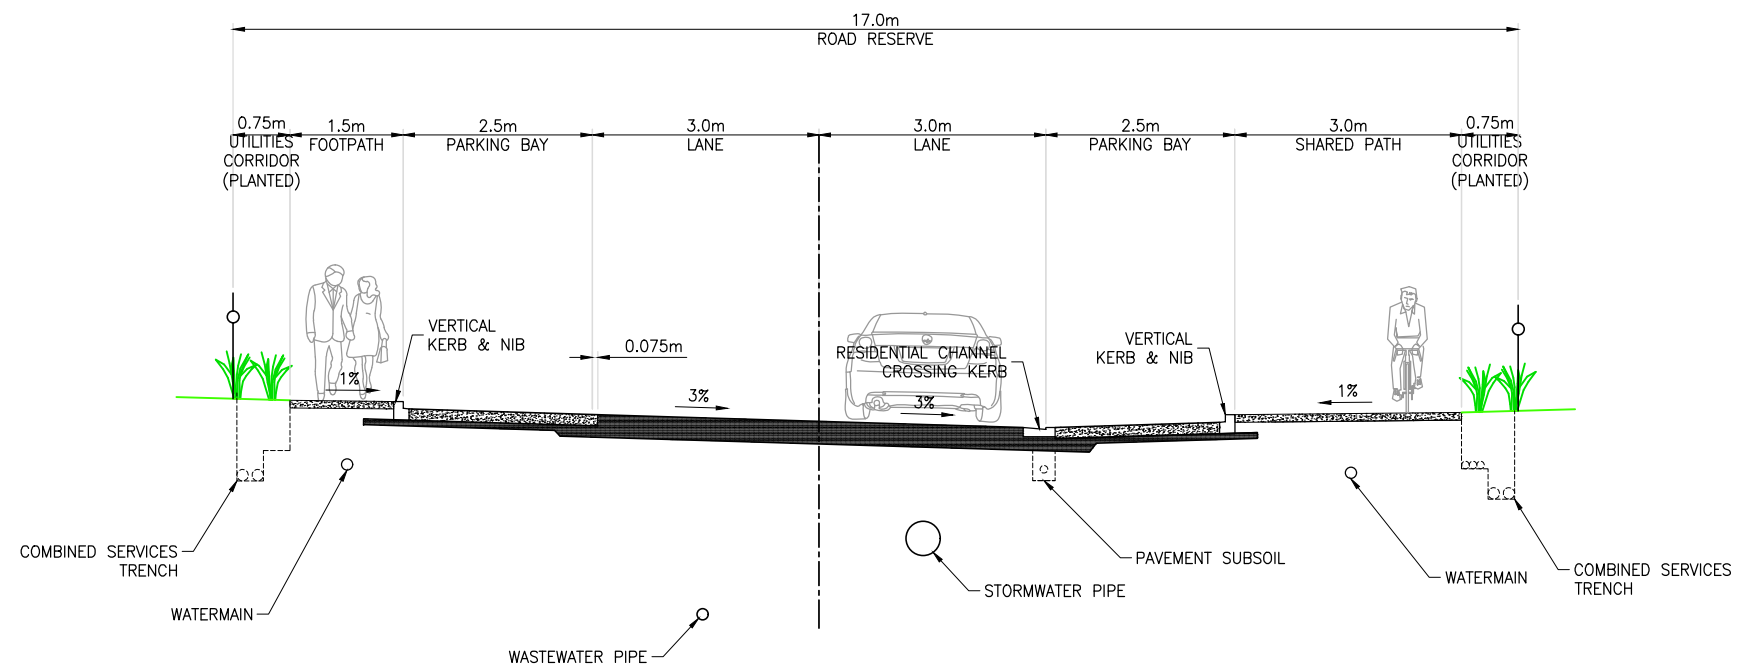 17.0m
ROAD RESERVE
0.75m
UTILITIES
CORRIDOR
(PLANTED)
1.5m
FOOTPATH
2.5m
PARKING BAY
3.0m
LANE
3.0m
LANE
2.5m
PARKING BAY
3.0m
SHARED PATH
0.75m
UTILITIES
CORRIDOR
(PLANTED)
VERTICAL
KERB & NIB
0.075m
RESIDENTIAL CHANNEL
CROSSING KERB
VERTICAL
KERB & NIB
1%
3%
3%
1%
COMBINED SERVICES
TRENCH
WATERMAIN
WASTEWATER PIPE
STORMWATER PIPE
PAVEMENT SUBSOIL
WATERMAIN
COMBINED SERVICES
TRENCH